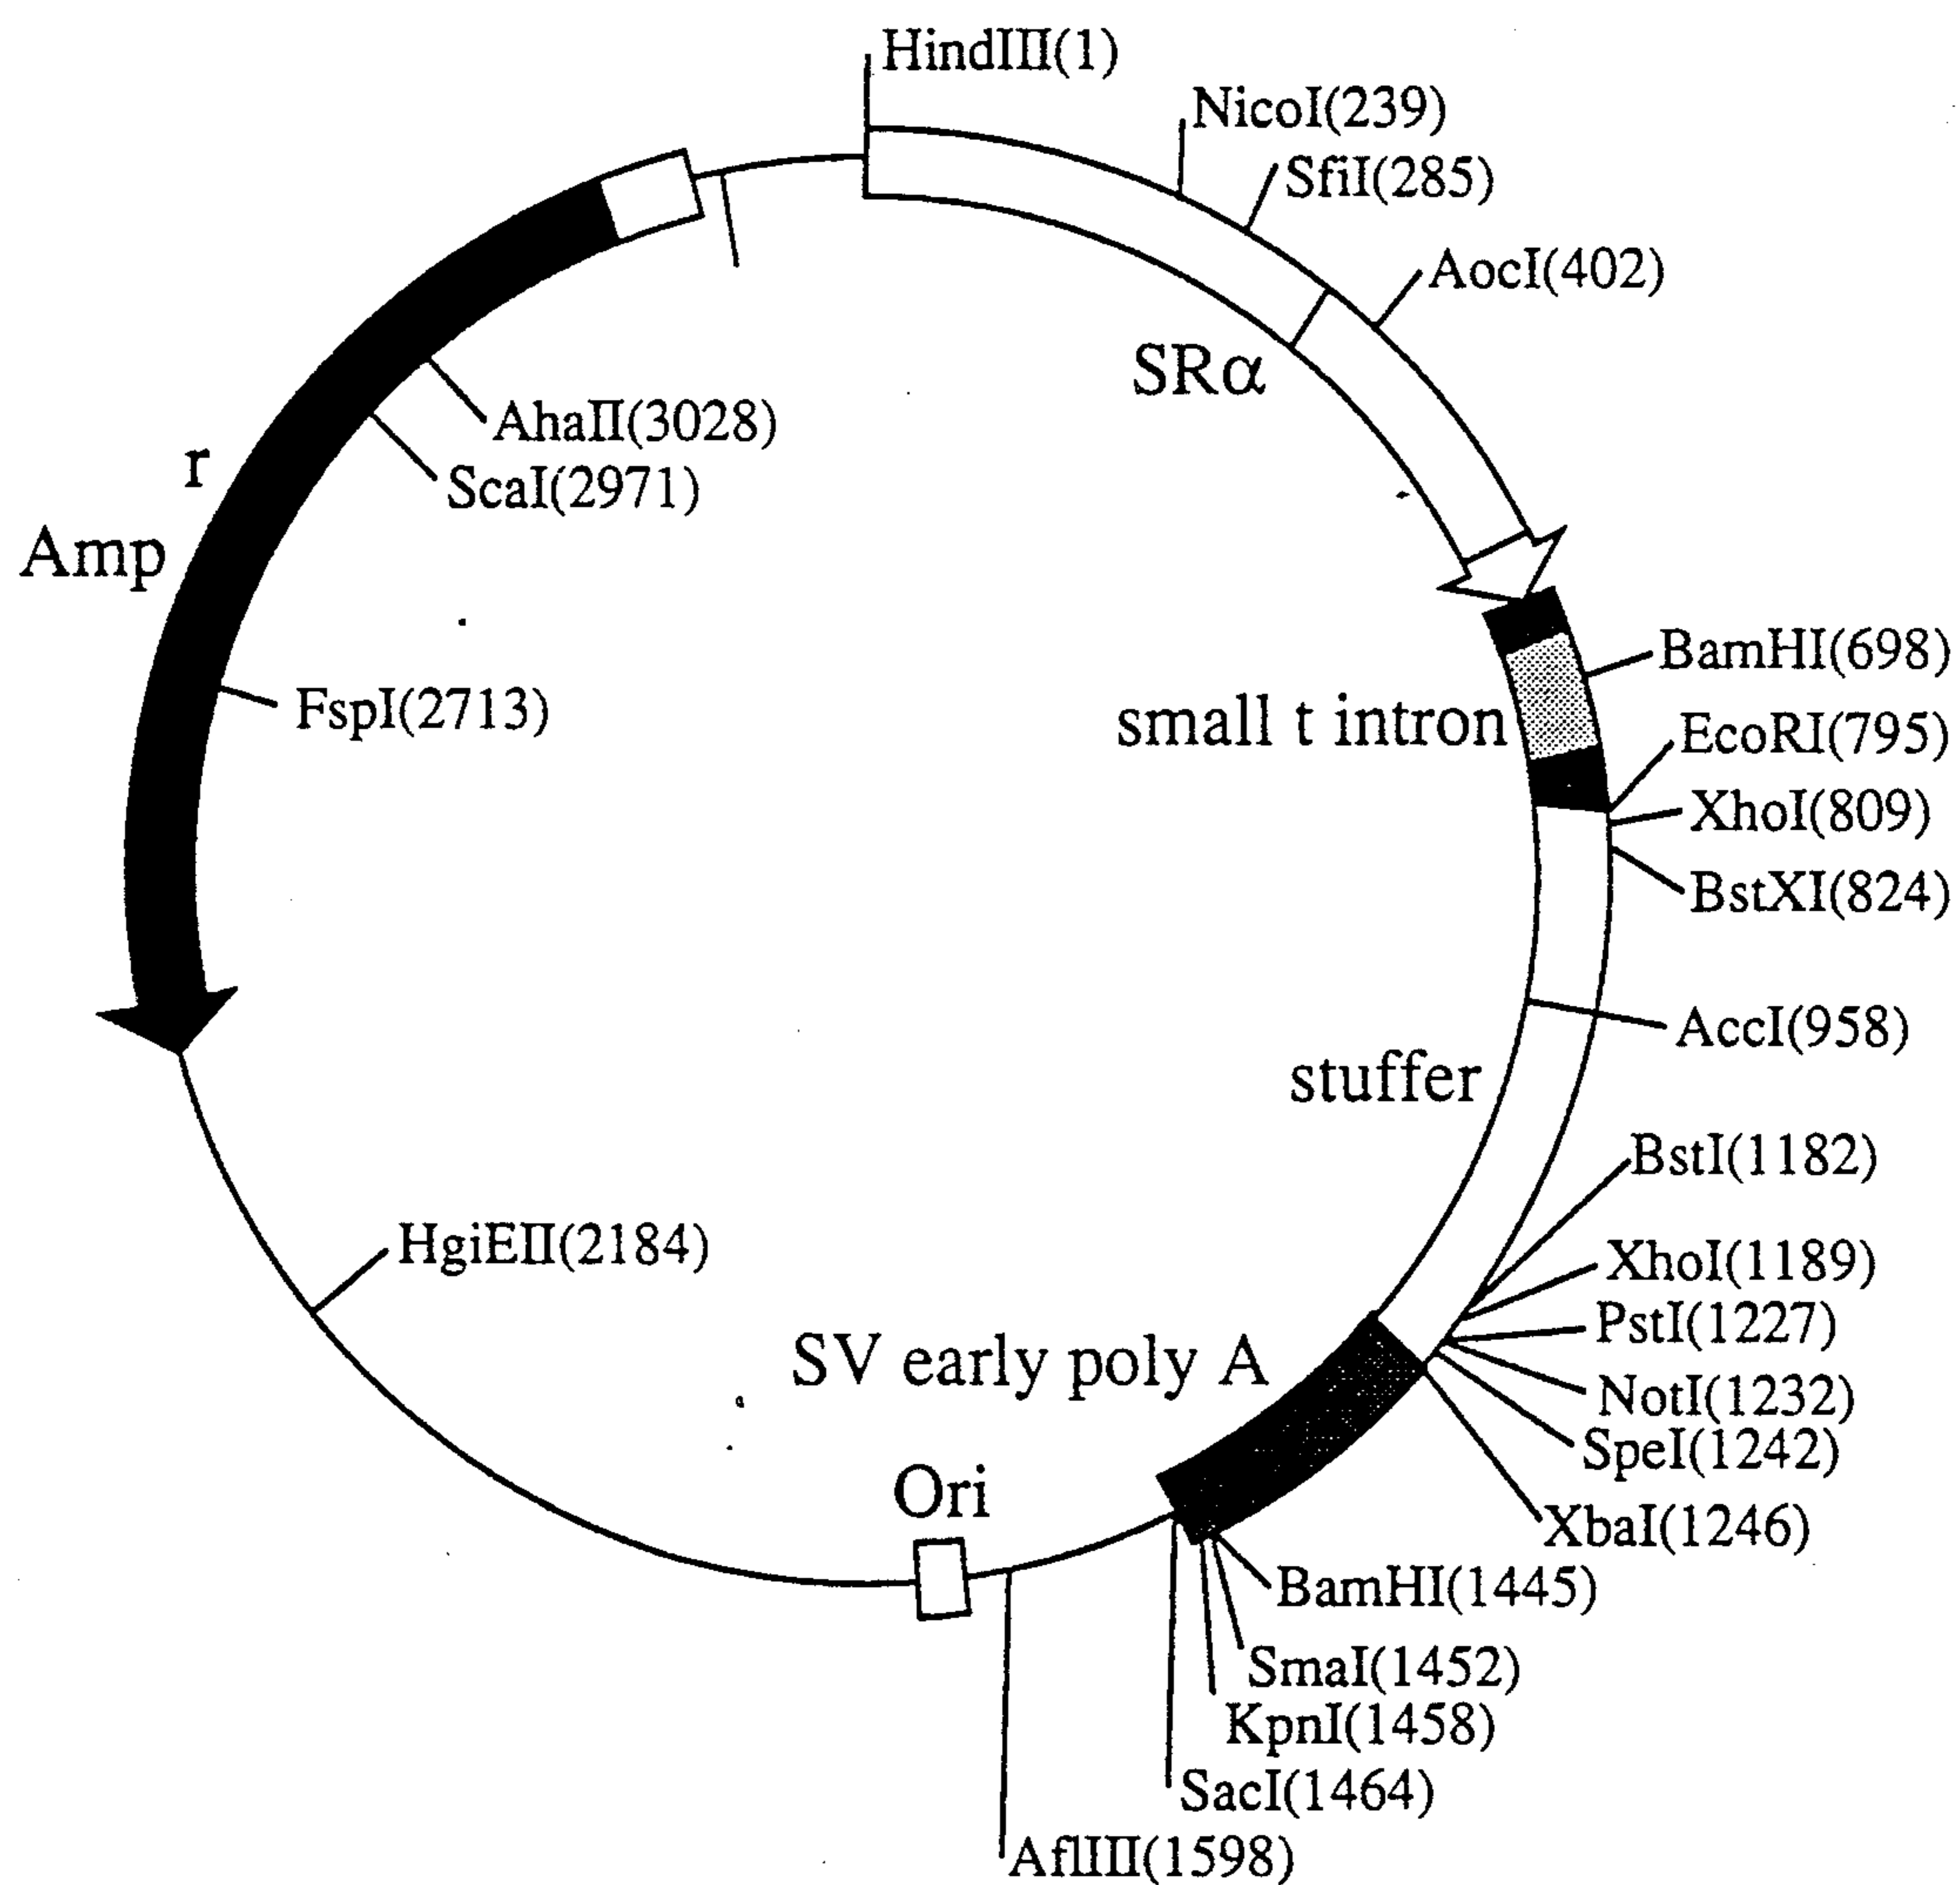 HindIII(1)
NicoI(239)
SfiI(285)
AocI(402)
SRα
AhaII(3028)
ScaI(2971)
r
Amp
BamHI(698)
FspI(2713)
small t intron
EcoRI(795)
XhoI(809)
BstXI(824)
AccI(958)
stuffer
BstI(1182)
HgiEII(2184)
XhoI(1189)
PstI(1227)
SV early poly A
NotI(1232)
SpeI(1242)
Ori
XbaI(1246)
BamHI(1445)
SmaI(1452)
KpnI(1458)
SacI(1464)
AflIII(1598)